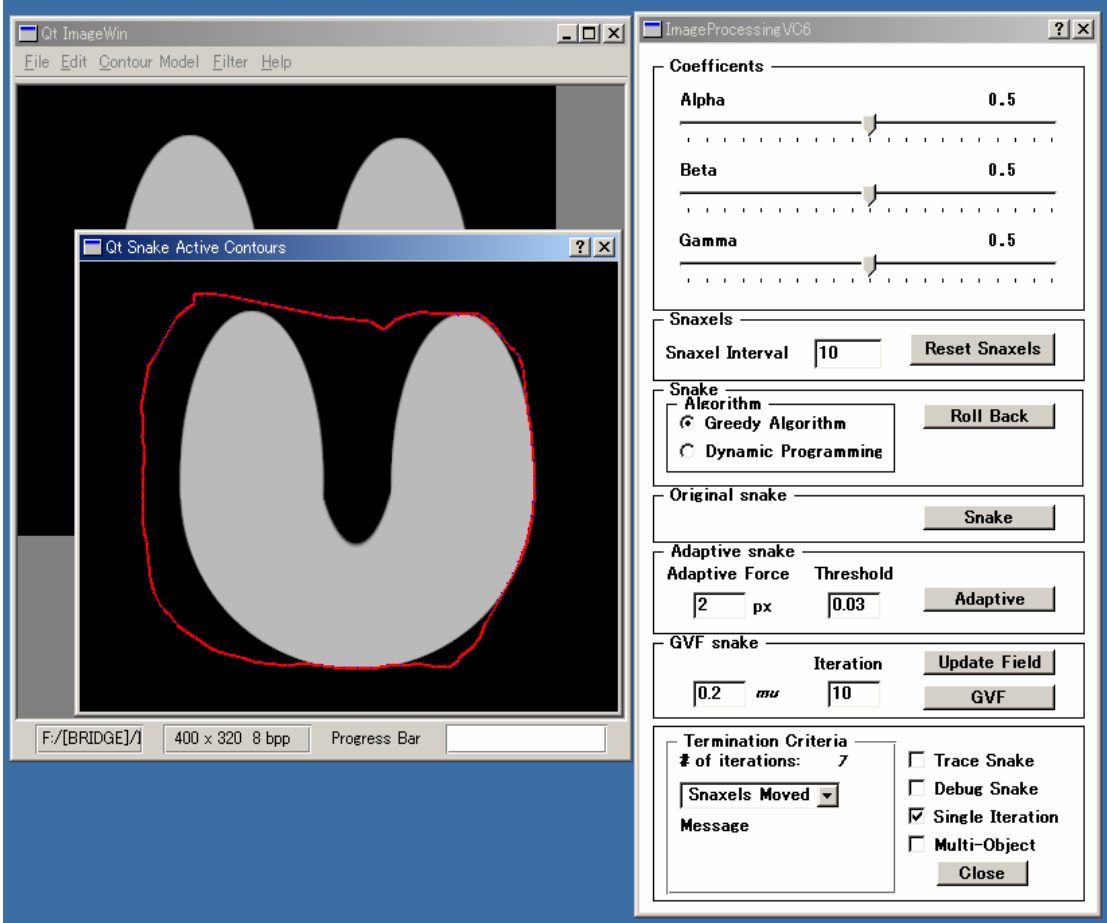 Qt ImageWin
File Edit Contour Model Filter Help
Qt Snake Active Contours
F:/[BRIDGE]/1 400 x 320 8 bpp Progress Bar
ImageProcessingVC6
Coefficents
Alpha 0.5
Beta 0.5
Gamma 0.5
Snaxels
Snaxel Interval 10 Reset Snaxels
Snake
Algorithm
Greedy Algorithm
Roll Back
Dynamic Programming
Original snake
Snake
Adaptive snake
Adaptive Force Threshold
2 px 0.03 Adaptive
GVF snake
Iteration Update Field
0.2 mu 10 GVF
Termination Criteria
# of iterations: 7
Snaxels Moved
Message
Trace Snake
Debug Snake
Single Iteration
Multi-Object
Close